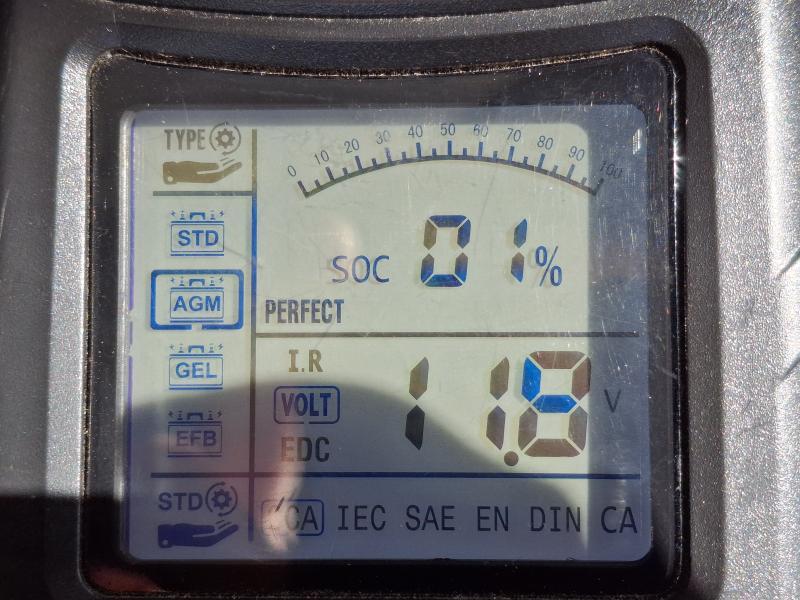 TYPE
0 10 20 30 40 50 60 70 80 90 100
STD
SOC 01%
AGM
PERFECT
GEL
I.R
VOLT 11.8 V
EFB
EDC
STD
CA IEC SAE EN DIN CA